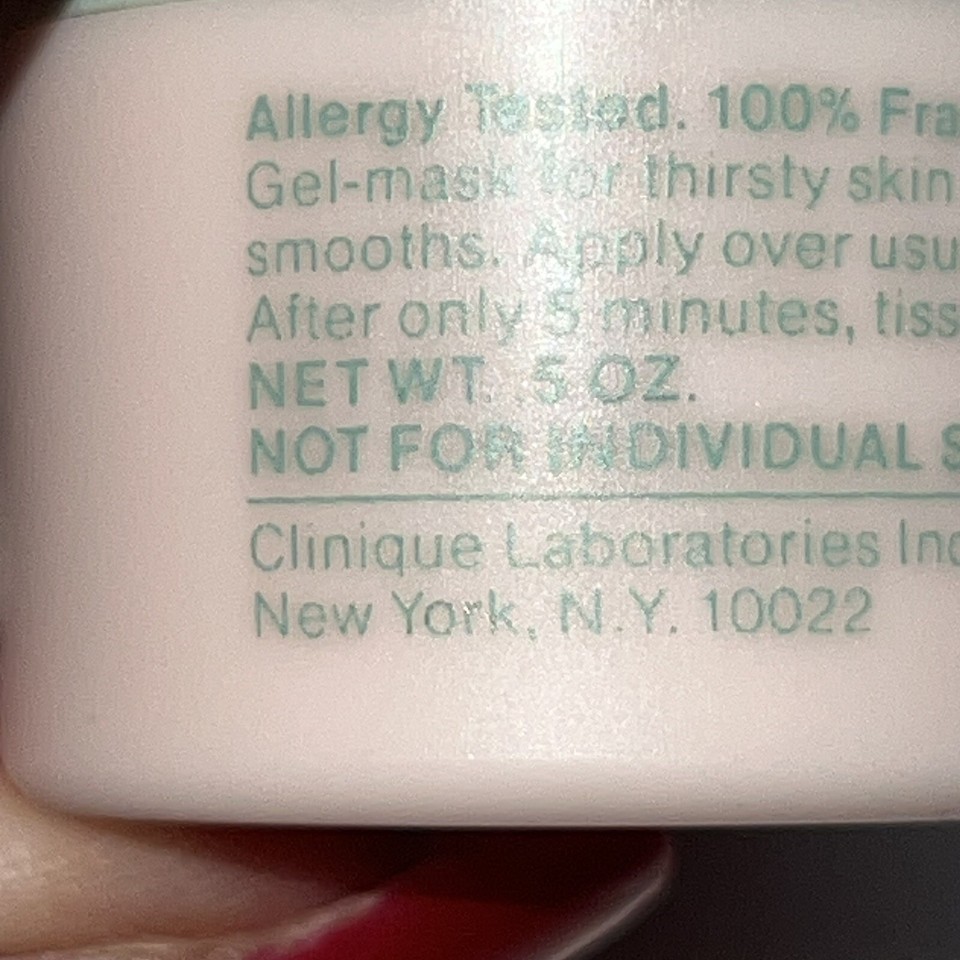 Allergy Tested. 100% Fra
Gel-mask for thirsty skin
smooths. Apply over usu
After only 5 minutes, tiss
NET WT. .5 OZ.
NOT FOR INDIVIDUAL S
Clinique Laboratories Inc
New York, N.Y. 10022